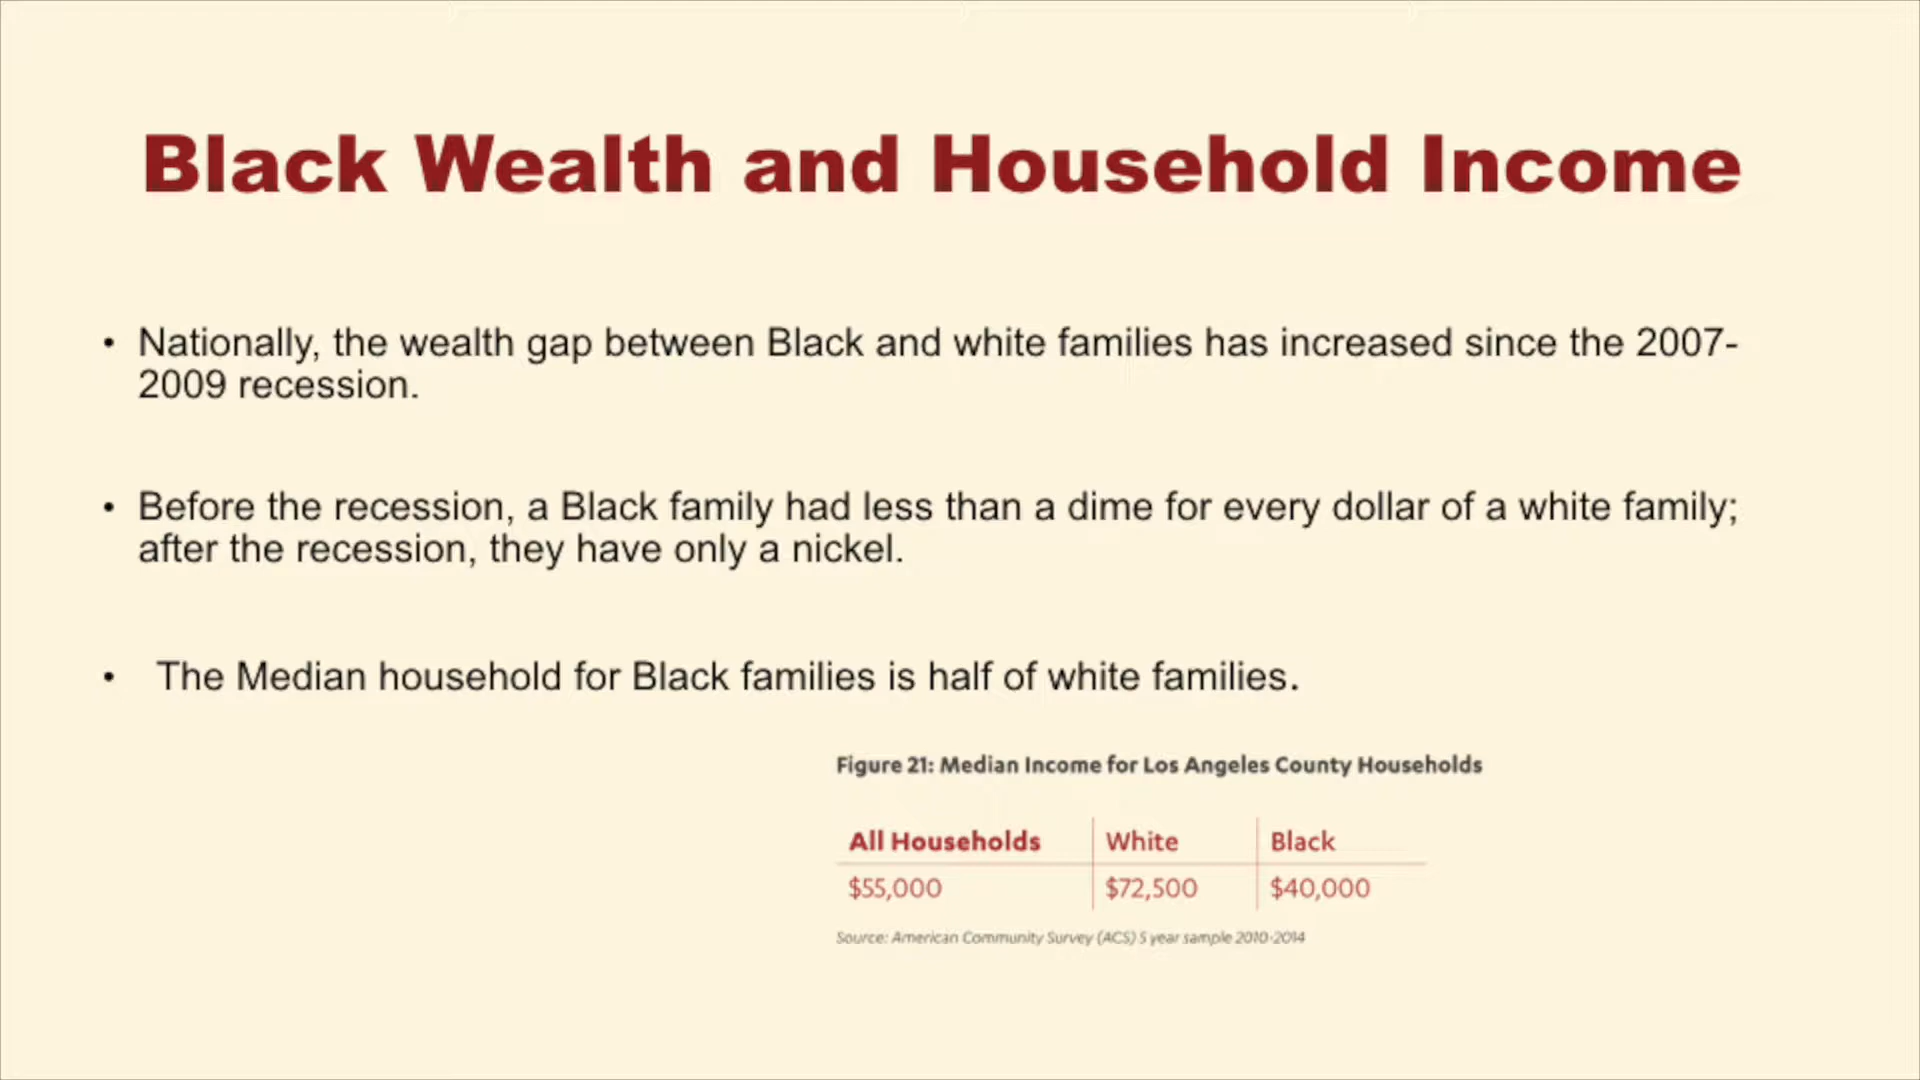 Black Wealth and Household Income
• Nationally, the wealth gap between Black and white families has increased since the 2007-
2009 recession.
• Before the recession, a Black family had less than a dime for every dollar of a white family;
after the recession, they have only a nickel.
• The Median household for Black families is half of white families.
Figure 21: Median Income for Los Angeles County Households
All Households White Black
$55,000 $72,500 $40,000
Source: American Community Survey (ACS) 5 year sample 2010-2014